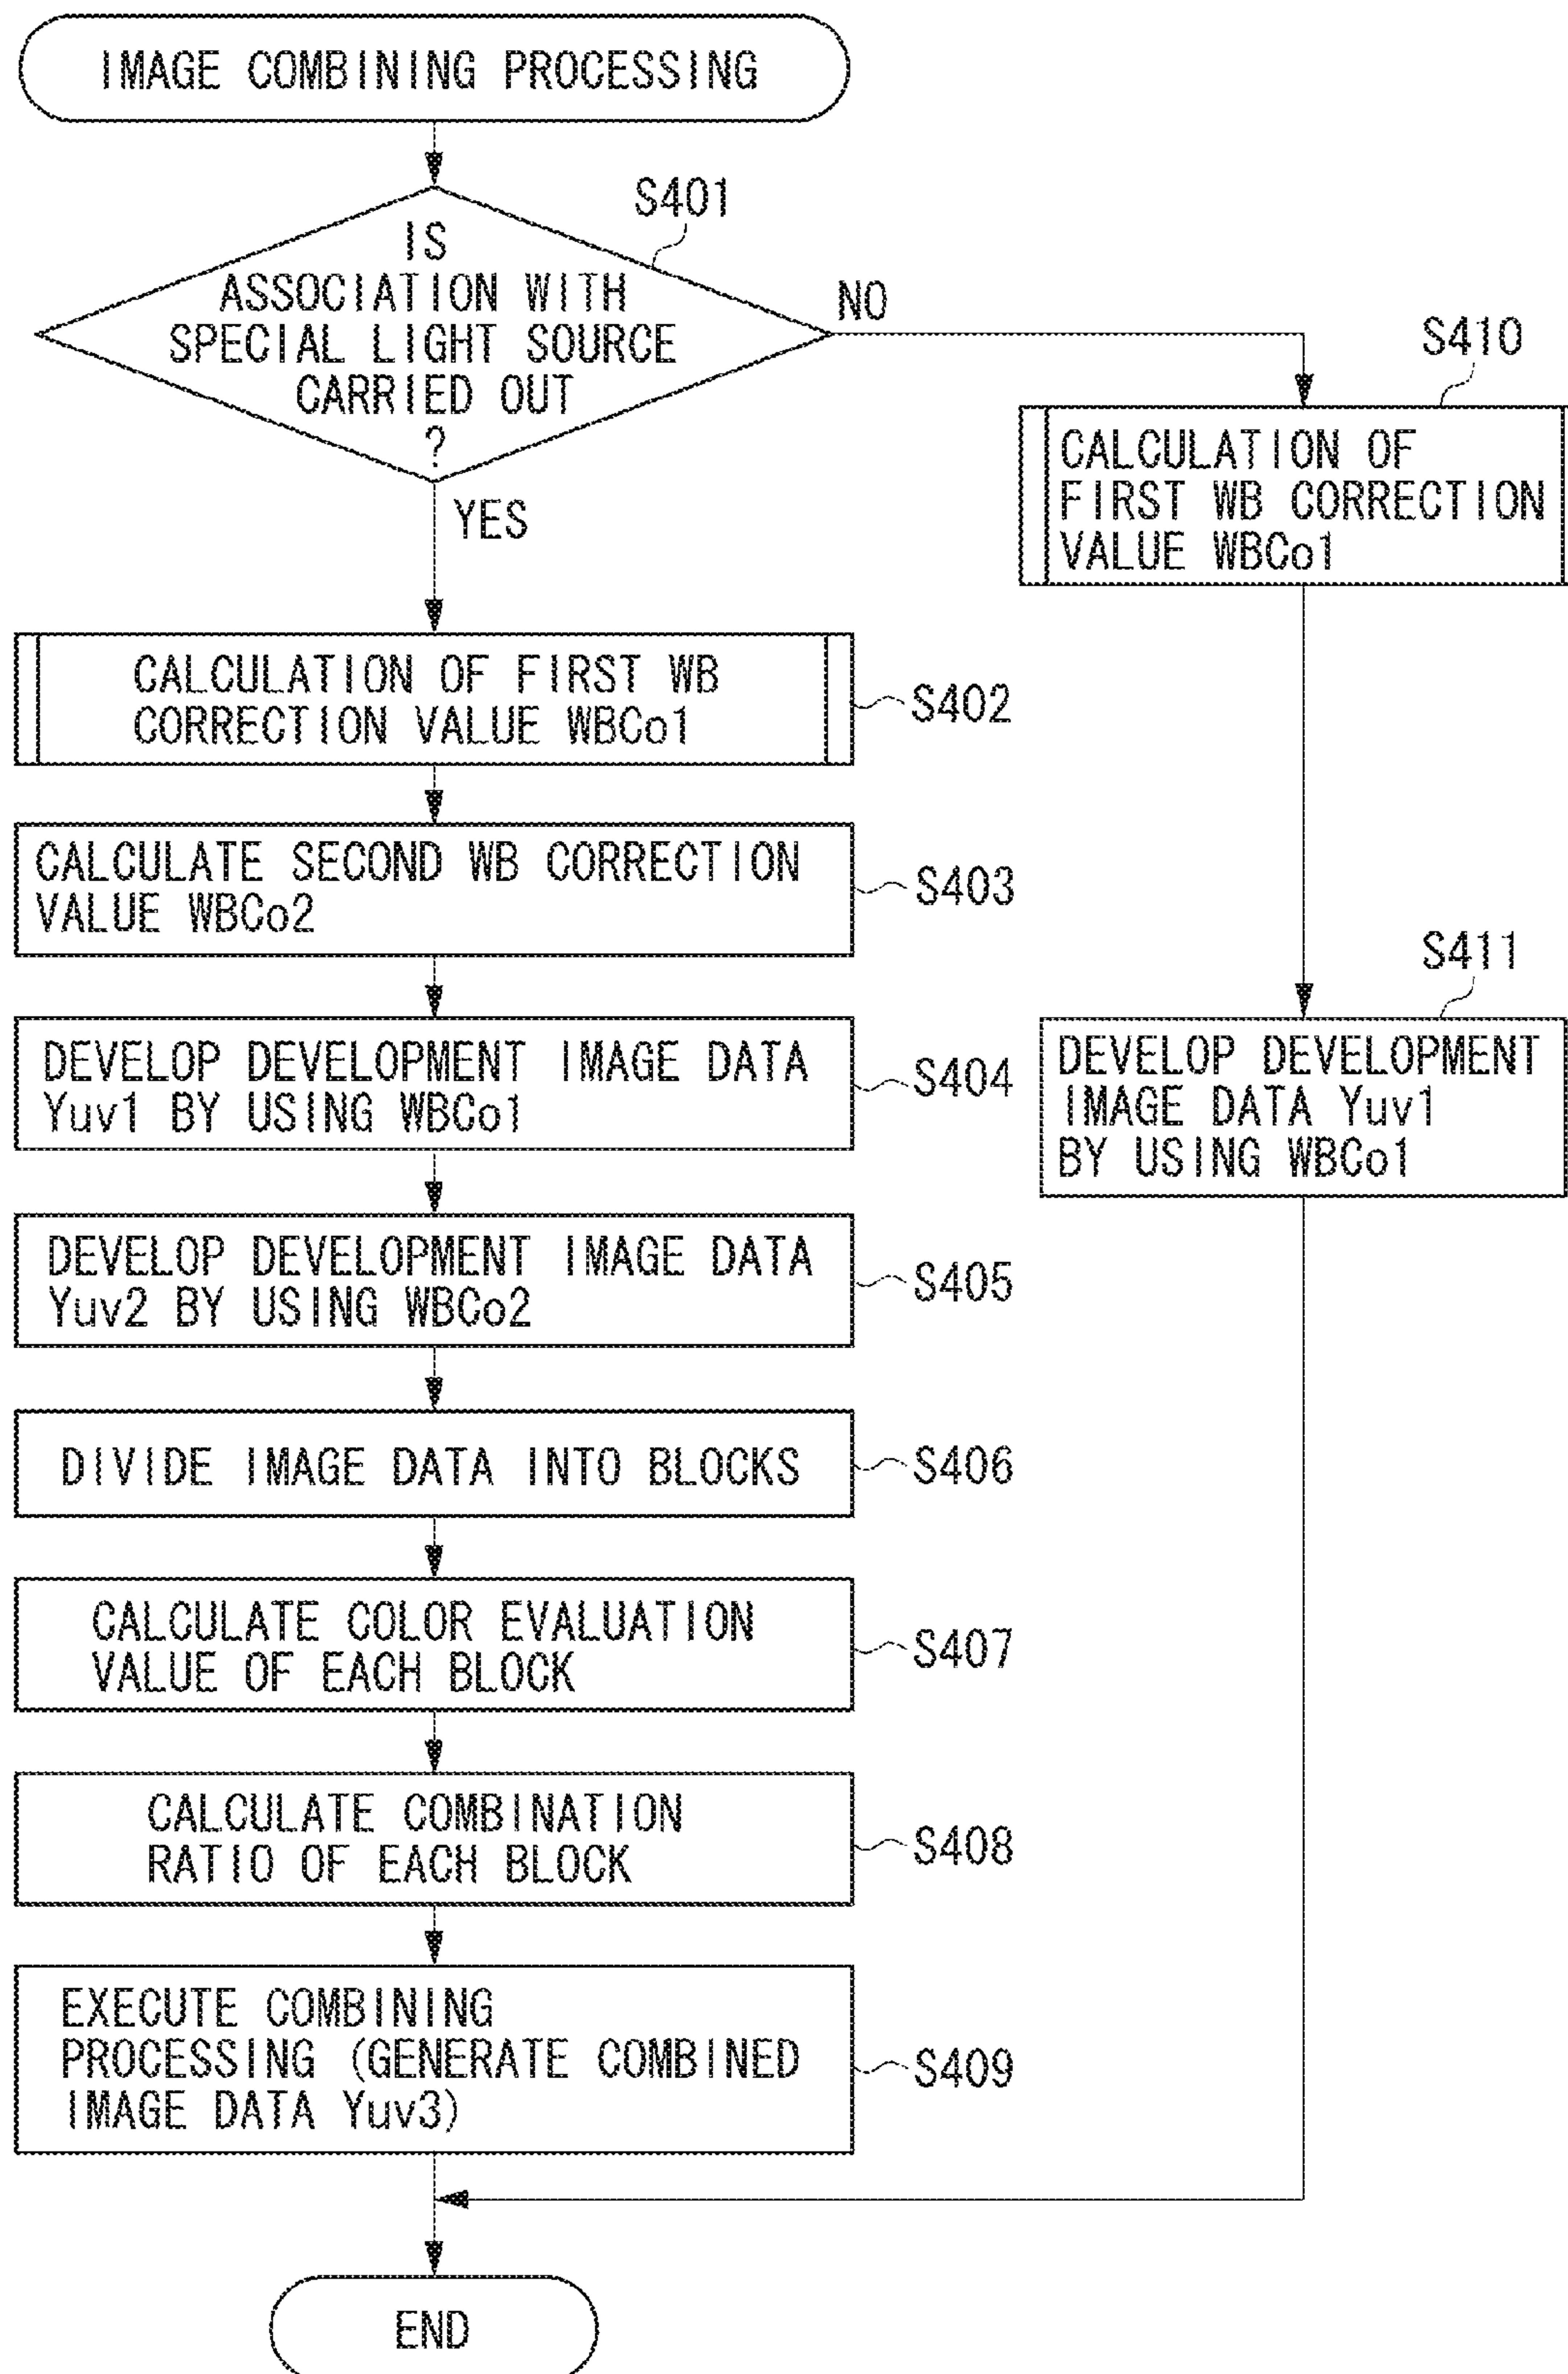 IMAGE COMBINING PROCESSING
S401
IS
ASSOCIATION WITH
SPECIAL LIGHT SOURCE
CARRIED OUT
?
NO
YES
S410
CALCULATION OF
FIRST WB CORRECTION
VALUE WBCo1
CALCULATION OF FIRST WB
CORRECTION VALUE WBCo1
S402
CALCULATE SECOND WB CORRECTION
VALUE WBCo2
S403
S411
DEVELOP DEVELOPMENT
IMAGE DATA Yuv1
BY USING WBCo1
DEVELOP DEVELOPMENT IMAGE DATA
Yuv1 BY USING WBCo1
S404
DEVELOP DEVELOPMENT IMAGE DATA
Yuv2 BY USING WBCo2
S405
DIVIDE IMAGE DATA INTO BLOCKS
S406
CALCULATE COLOR EVALUATION
VALUE OF EACH BLOCK
S407
CALCULATE COMBINATION
RATIO OF EACH BLOCK
S408
EXECUTE COMBINING
PROCESSING (GENERATE COMBINED
IMAGE DATA Yuv3)
S409
END